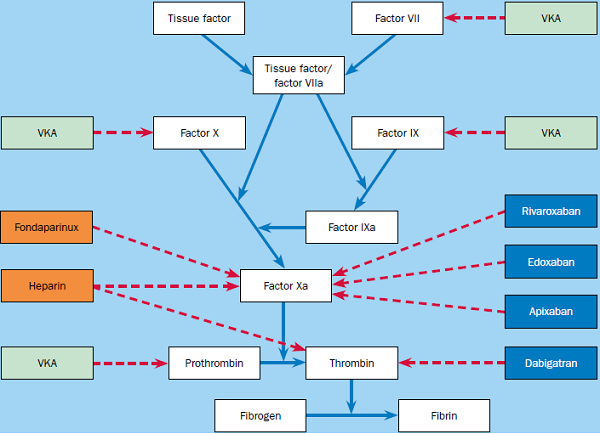 Tissue factor
Factor VII
VKA
Tissue factor/
factor VIIa
VKA
Factor X
Factor IX
VKA
Rivaroxaban
Fondaparinux
Factor IXa
Edoxaban
Heparin
Factor Xa
Apixaban
VKA
Prothrombin
Thrombin
Dabigatran
Fibrogen
Fibrin